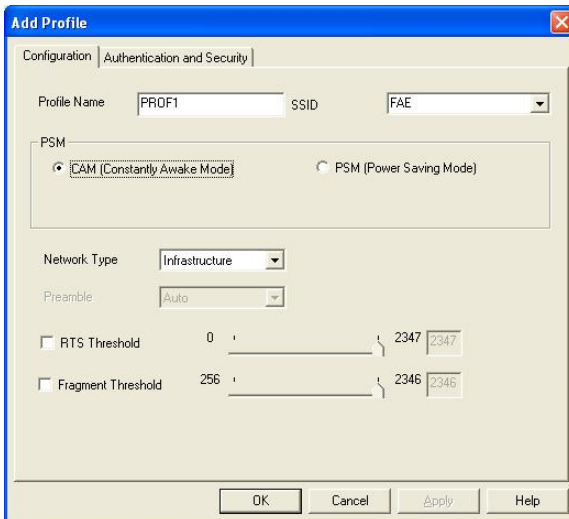 Add Profile
Configuration Authentication and Security
Profile Name PROF1 SSID FAE
PSM
CAM (Constantly Awake Mode) PSM (Power Saving Mode)
Network Type Infrastructure
Preamble Auto
RTS Threshold 0 2347 2347
Fragment Threshold 256 2346 2346
OK Cancel Apply Help